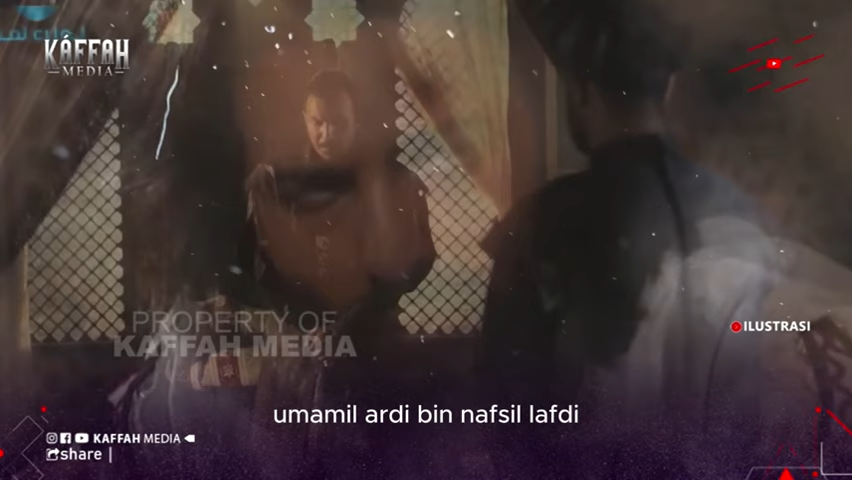 KAFFAH
MEDIA
PROPERTY OF
KAFFAH MEDIA
ILUSTRASI
umamil ardi bin nafsil lafdi
KAFFAH MEDIA
share |